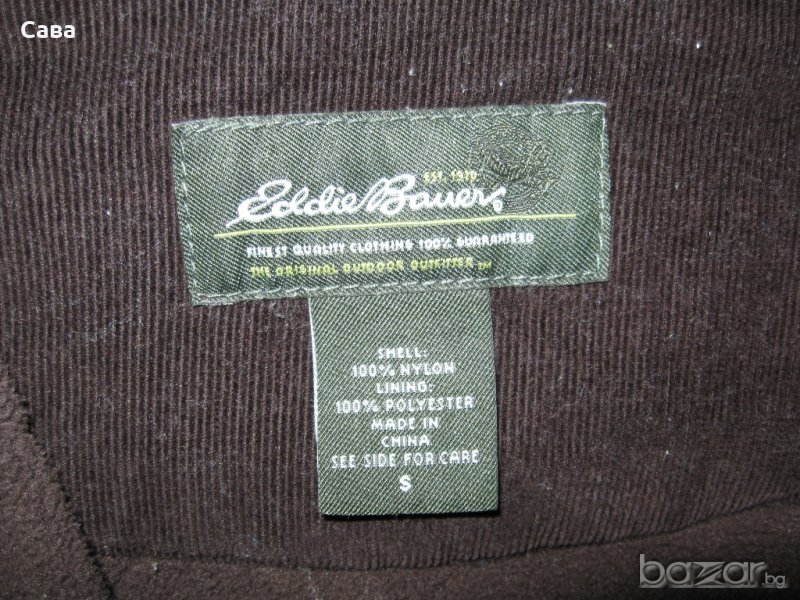 Сава
EST. 1920
Eddie Bauer
FINEST QUALITY CLOTHING 100% GUARANTEED
THE ORIGINAL OUTDOOR OUTFITTER TM
SHELL:
100% NYLON
LINING:
100% POLYESTER
MADE IN
CHINA
SEE SIDE FOR CARE
S
bazar.bg